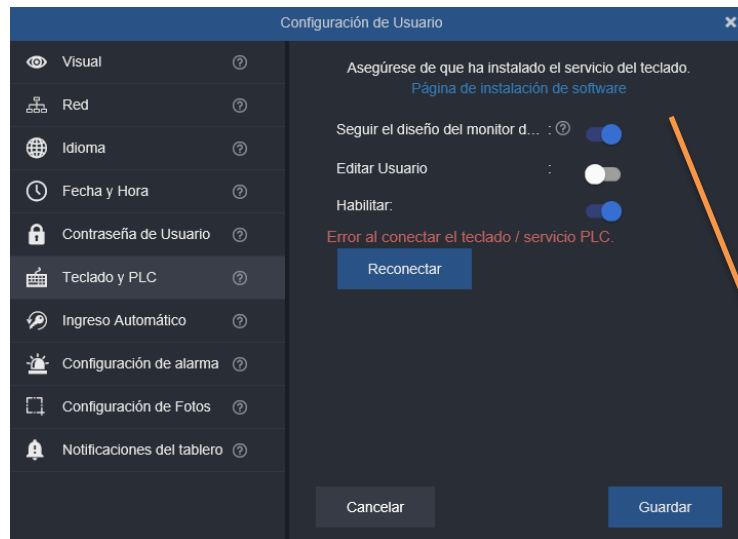 Configuración de Usuario
Visual
Red
Idioma
Fecha y Hora
Contraseña de Usuario
Teclado y PLC
Ingreso Automático
Configuración de alarma
Configuración de Fotos
Notificaciones del tablero
Asegúrese de que ha instalado el servicio del teclado.
Página de instalación de software
Seguir el diseño del monitor d... :
Editar Usuario :
Habilitar:
Error al conectar el teclado / servicio PLC.
Reconectar
Cancelar
Guardar